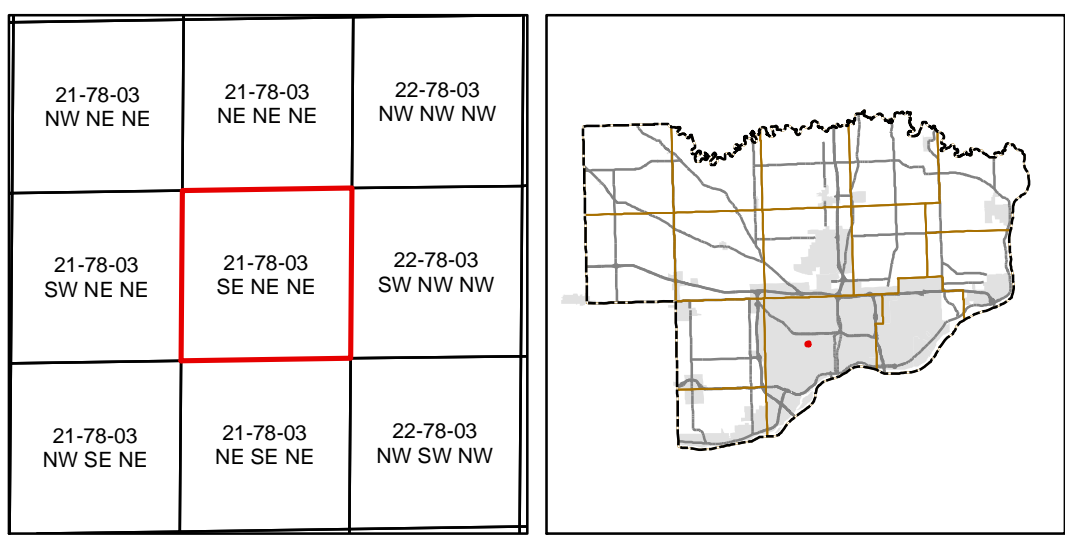 21-78-03
NW NE NE
21-78-03
NE NE NE
22-78-03
NW NW NW
21-78-03
SW NE NE
21-78-03
SE NE NE
22-78-03
SW NW NW
21-78-03
NW SE NE
21-78-03
NE SE NE
22-78-03
NW SW NW